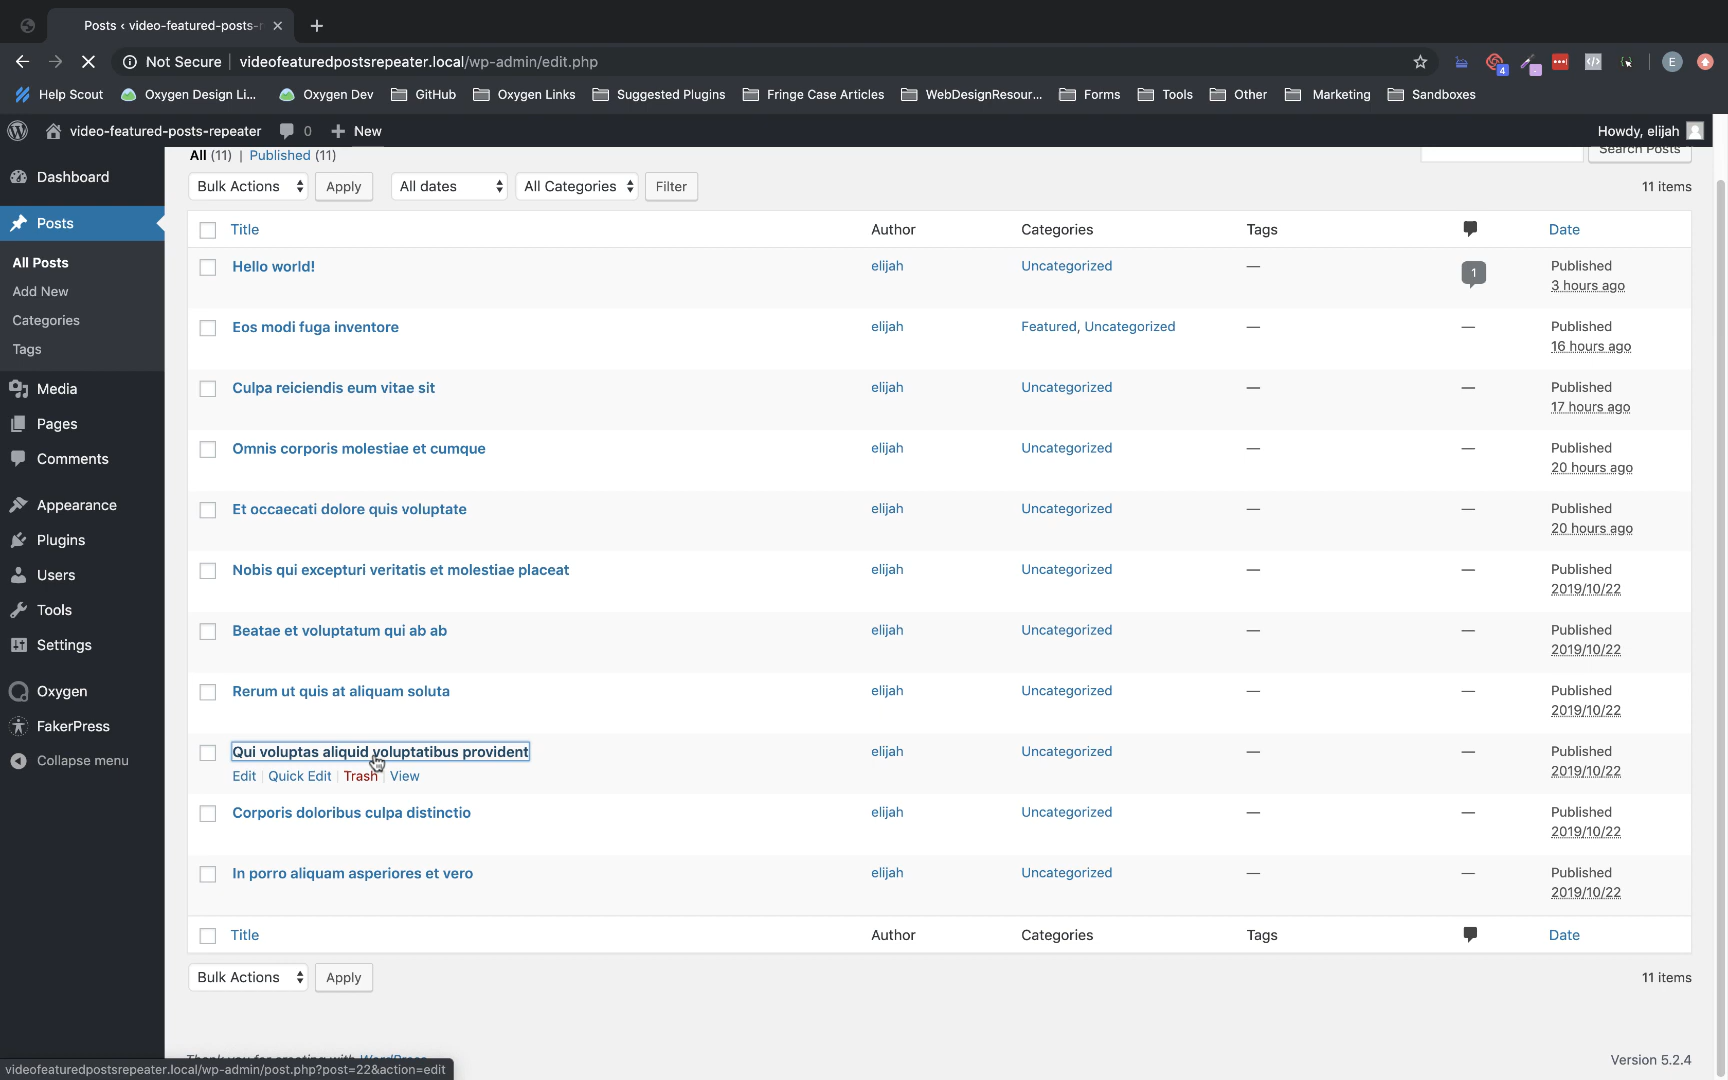 Posts ‹ video-featured-posts-
Not Secure | videofeaturedpostsrepeater.local/wp-admin/edit.php
4
E
Help Scout Oxygen Design Li... Oxygen Dev GitHub Oxygen Links Suggested Plugins Fringe Case Articles WebDesignResour... Forms Tools Other Marketing Sandboxes
video-featured-posts-repeater 0 New Howdy, elijah
All (11) | Published (11) Search Posts
Bulk Actions Apply All dates All Categories Filter 11 items
Dashboard
Posts
All Posts
Add New
Categories
Tags
Media
Pages
Comments
Appearance
Plugins
Users
Tools
Settings
Oxygen
FakerPress
Collapse menu
Title Author Categories Tags Date
Hello world! elijah Uncategorized — 1 Published
3 hours ago
Eos modi fuga inventore elijah Featured, Uncategorized — — Published
16 hours ago
Culpa reiciendis eum vitae sit elijah Uncategorized — — Published
17 hours ago
Omnis corporis molestiae et cumque elijah Uncategorized — — Published
20 hours ago
Et occaecati dolore quis voluptate elijah Uncategorized — — Published
20 hours ago
Nobis qui excepturi veritatis et molestiae placeat elijah Uncategorized — — Published
2019/10/22
Beatae et voluptatum qui ab ab elijah Uncategorized — — Published
2019/10/22
Rerum ut quis at aliquam soluta elijah Uncategorized — — Published
2019/10/22
Qui voluptas aliquid voluptatibus provident elijah Uncategorized — — Published
Edit | Quick Edit | Trash | View 2019/10/22
Corporis doloribus culpa distinctio elijah Uncategorized — — Published
2019/10/22
In porro aliquam asperiores et vero elijah Uncategorized — — Published
2019/10/22
Title Author Categories Tags Date
Bulk Actions Apply 11 items
Thank you for creating with WordPress. Version 5.2.4
videofeaturedpostsrepeater.local/wp-admin/post.php?post=22&action=edit